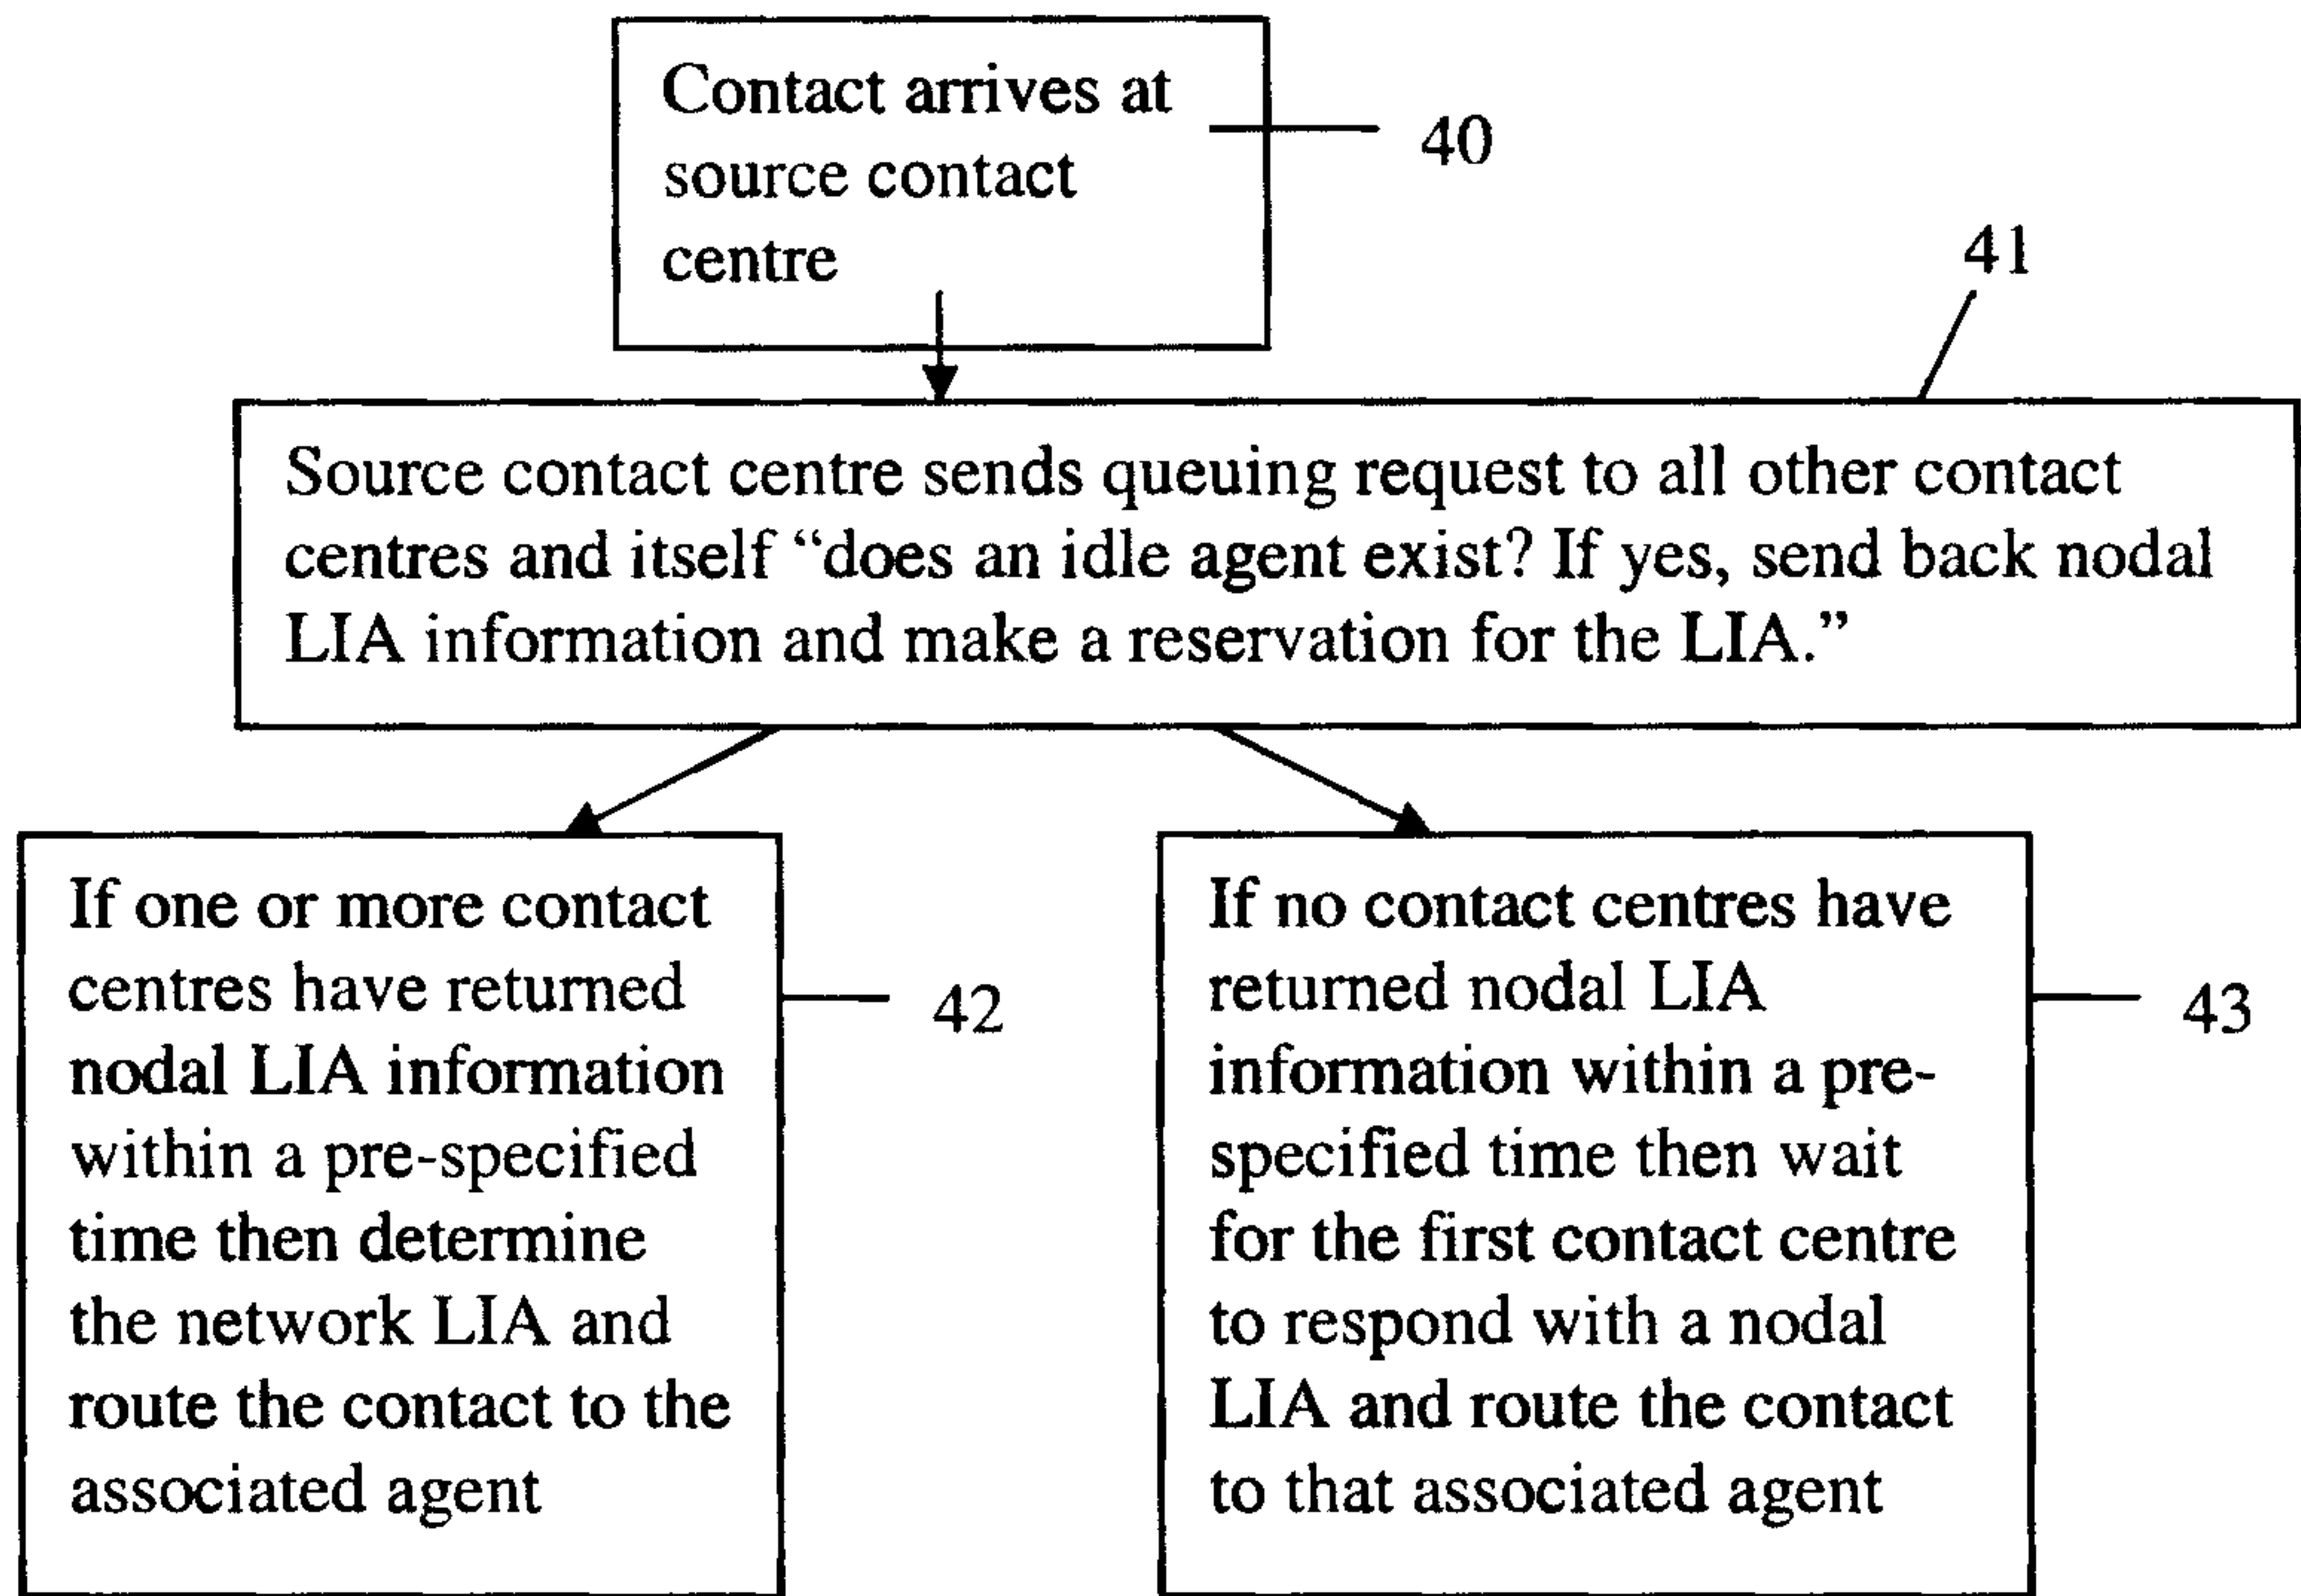 Contact arrives at
source contact
centre
40
41
Source contact centre sends queuing request to all other contact
centres and itself “does an idle agent exist? If yes, send back nodal
LIA information and make a reservation for the LIA.”
If one or more contact
centres have returned
nodal LIA information
within a pre-specified
time then determine
the network LIA and
route the contact to the
associated agent
42
If no contact centres have
returned nodal LIA
information within a pre-
specified time then wait
for the first contact centre
to respond with a nodal
LIA and route the contact
to that associated agent
43